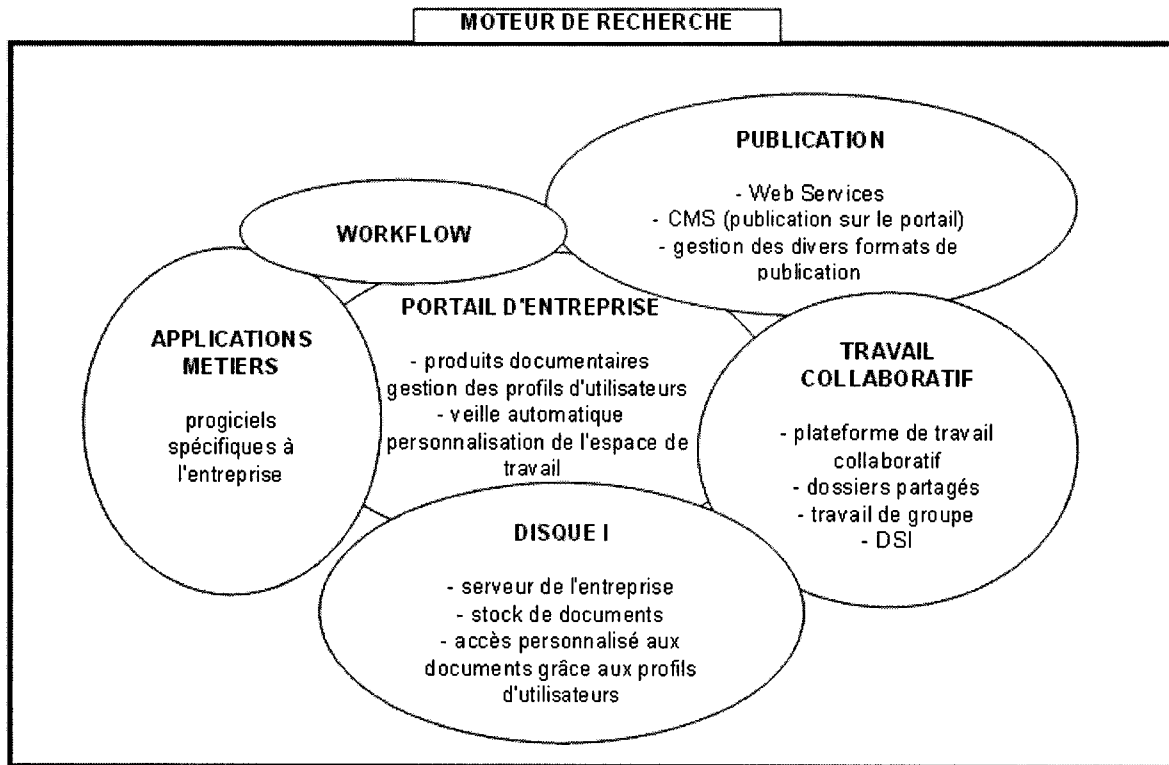 MOTEUR DE RECHERCHE
PUBLICATION
- Web Services
- CMS (publication sur le portail)
- gestion des divers formats de
publication
WORKFLOW
PORTAIL D'ENTREPRISE
- produits documentaires
gestion des profils d'utilisateurs
- veille automatique
personnalisation de l'espace de
travail
APPLICATIONS
METIERS
progiciels
spécifiques à
l'entreprise
TRAVAIL
COLLABORATIF
- plateforme de travail
collaboratif
- dossiers partagés
- travail de groupe
- DSI
DISQUE I
- serveur de l'entreprise
- stock de documents
- accès personnalisé aux
documents grâce aux profils
d'utilisateurs